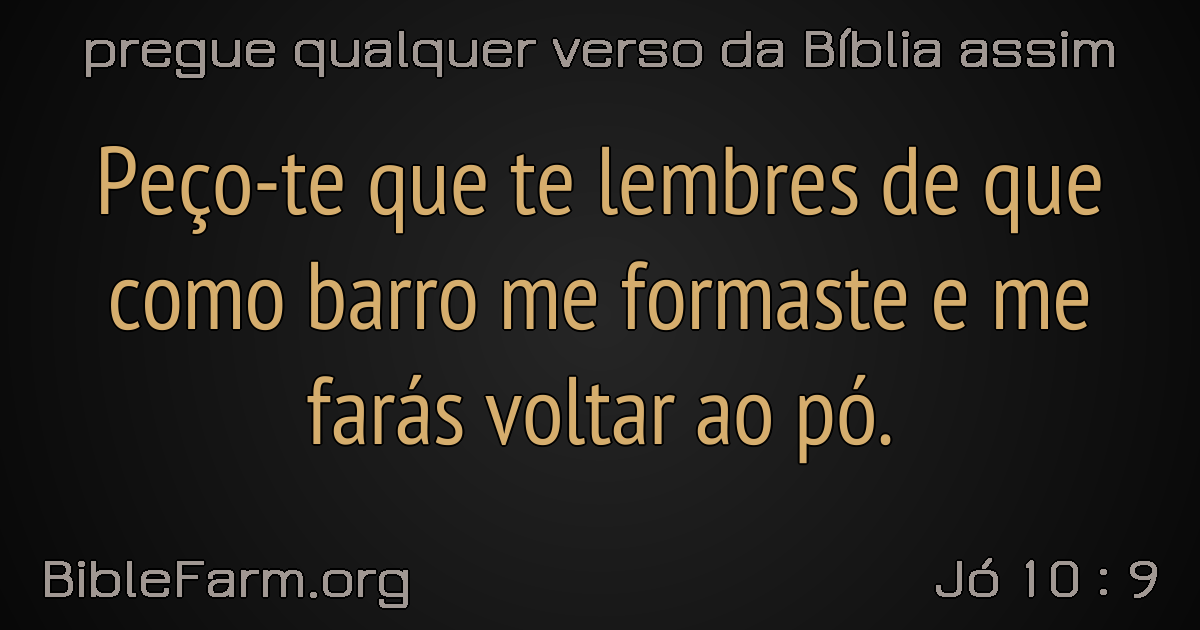 pregue qualquer verso da Bíblia assim
Peço-te que te lembres de que
como barro me formaste e me
farás voltar ao pó.
BibleFarm.org
Jó 10 : 9